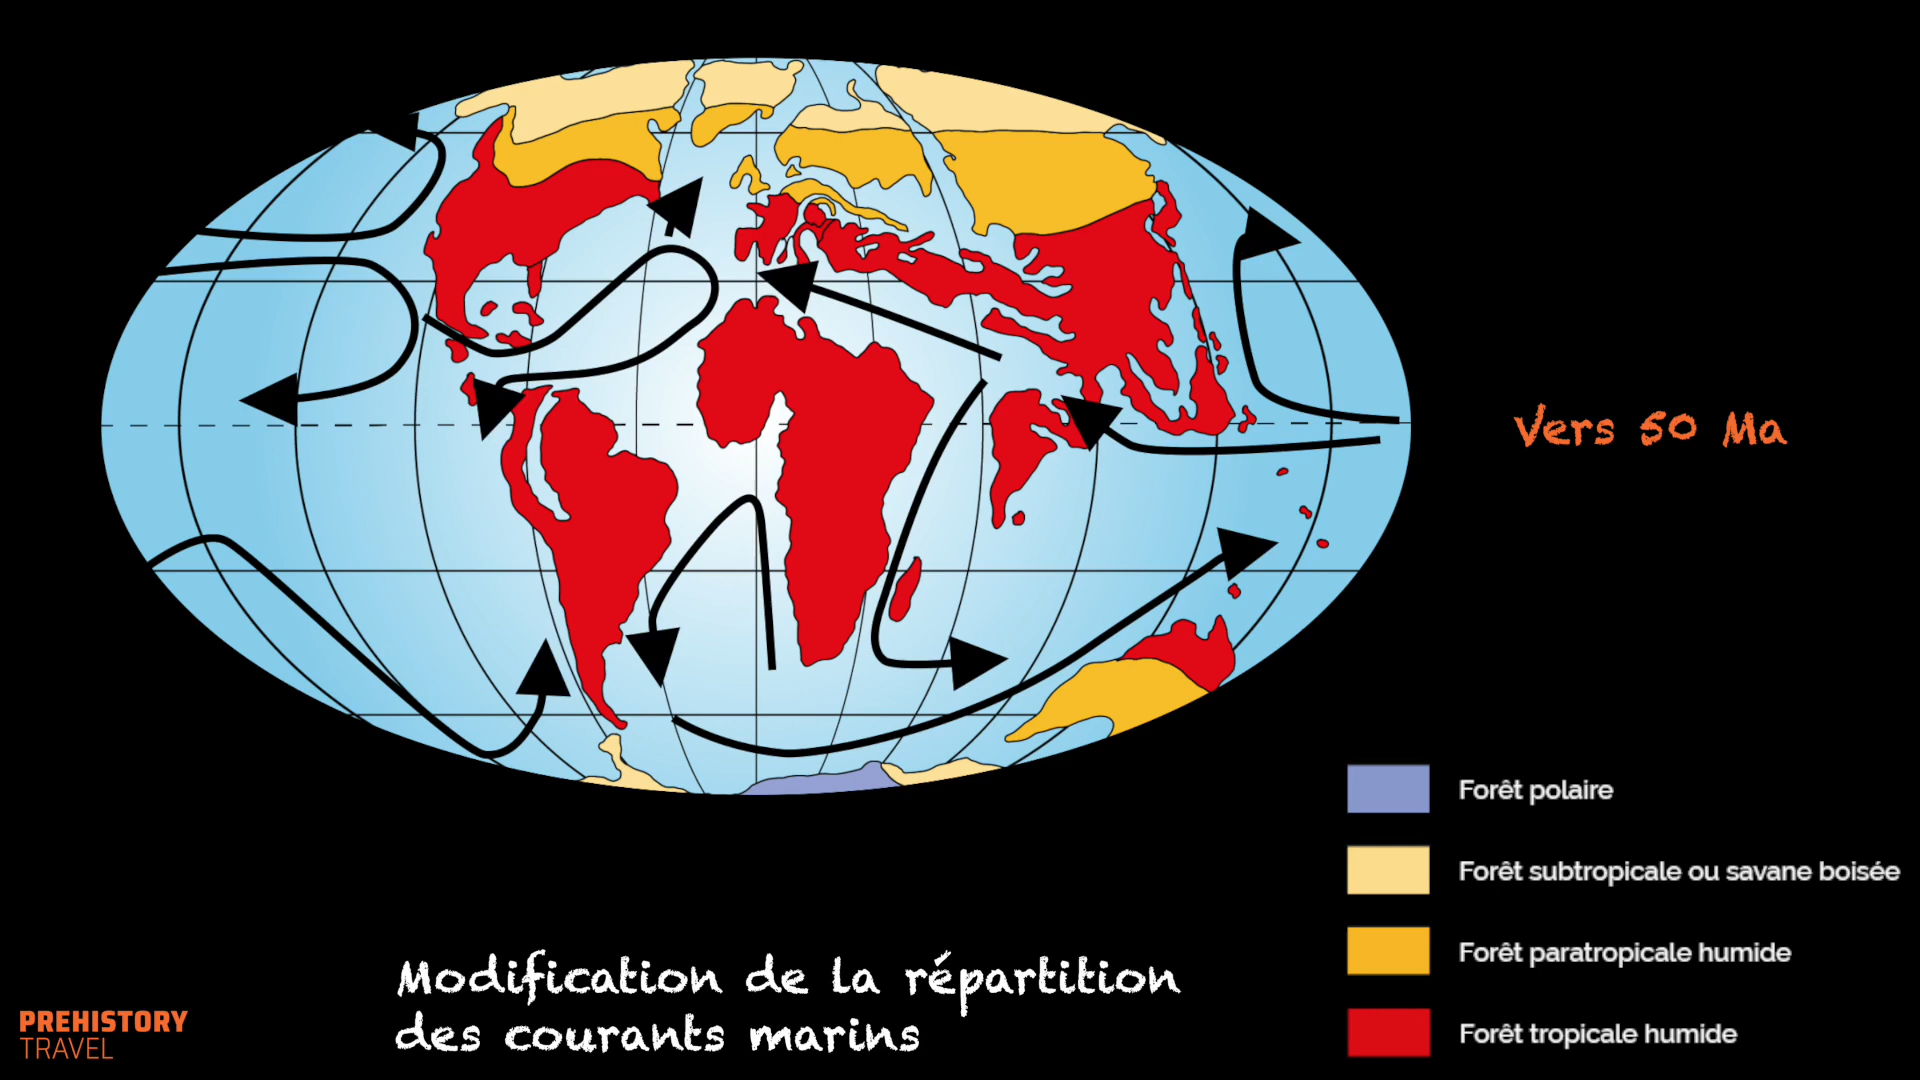 Vers 50 Ma
Forêt polaire
Forêt subtropicale ou savane boisée
Forêt paratropicale humide
Forêt tropicale humide
Modification de la répartition
des courants marins
PREHISTORY
TRAVEL